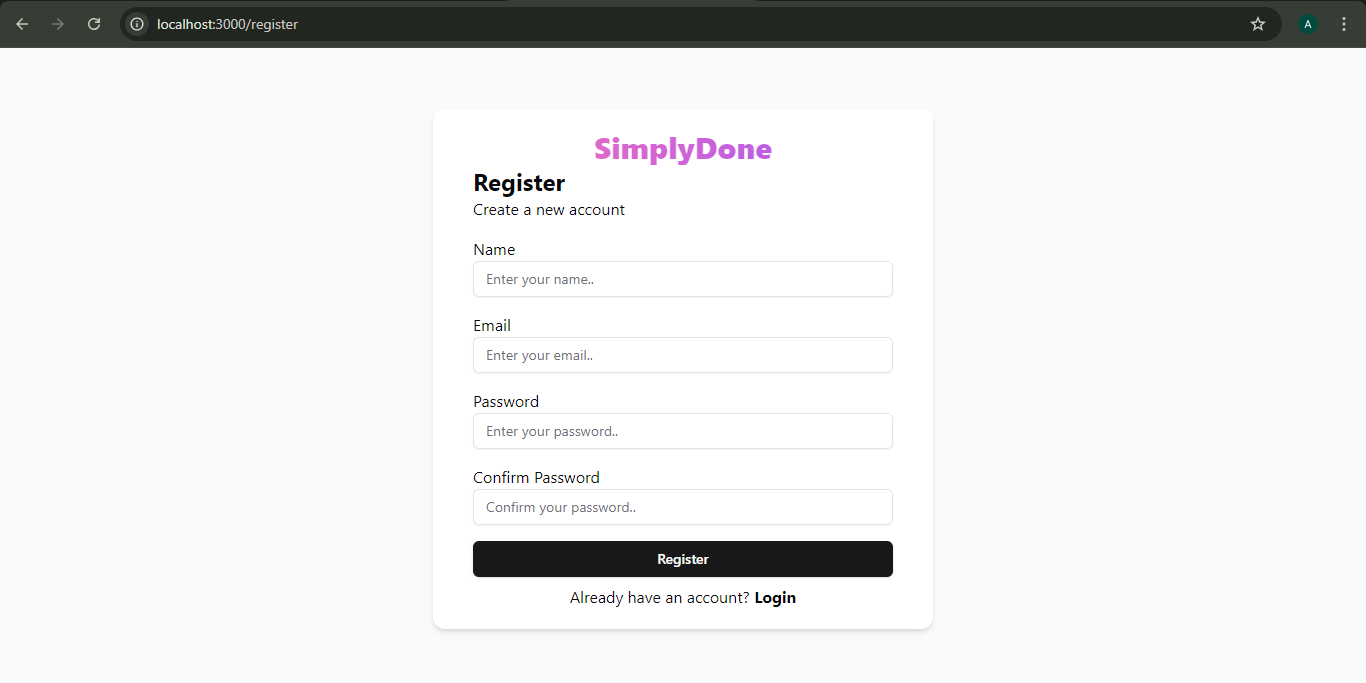 localhost:3000/register
A
SimplyDone
Register
Create a new account
Name
Enter your name..
Email
Enter your email..
Password
Enter your password..
Confirm Password
Confirm your password..
Register
Already have an account? Login